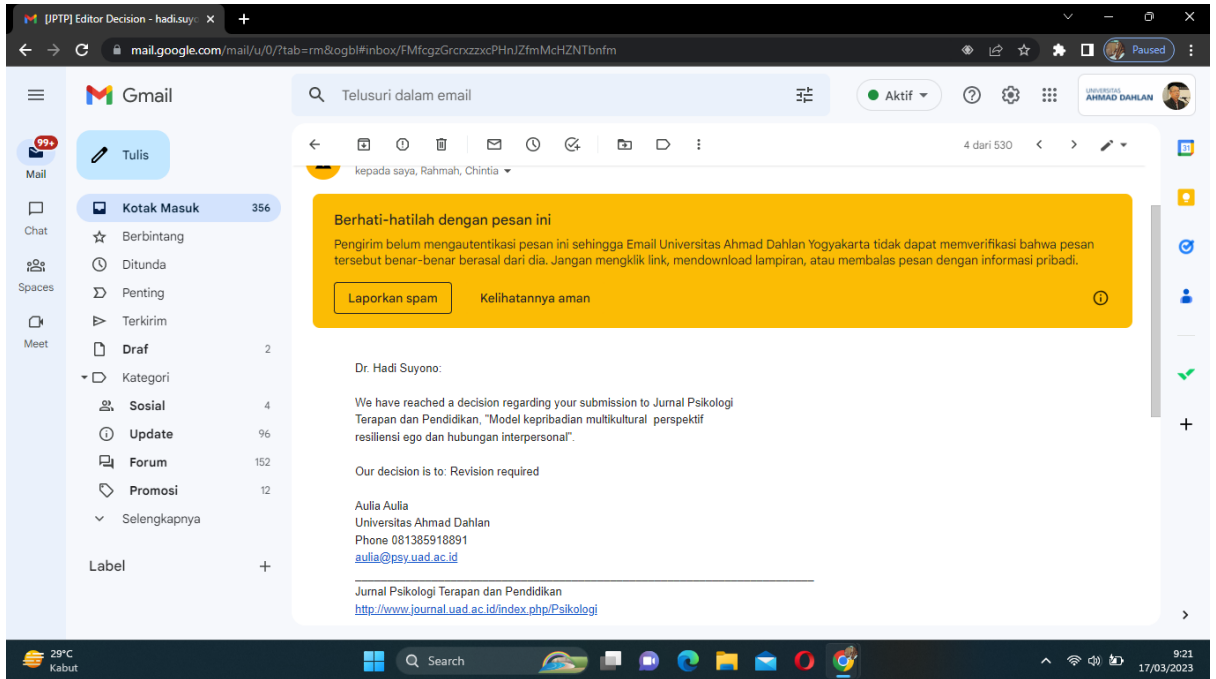 [JPTP] Editor Decision - hadi.suyo
mail.google.com/mail/u/0/?tab=rm&ogbl#inbox/FMfcgzGrcrxzzxcPHnJZfmMcHZNTbnfm
Paused
Gmail
Telusuri dalam email
Aktif
UNIVERSITAS
AHMAD DAHLAN
99+
Mail
Chat
Spaces
Meet
Tulis
Kotak Masuk 356
Berbintang
Ditunda
Penting
Terkirim
Draf 2
Kategori
Sosial 4
Update 96
Forum 152
Promosi 12
Selengkapnya
Label
4 dari 530
31
kepada saya, Rahmah, Chintia
Berhati-hatilah dengan pesan ini
Pengirim belum mengautentikasi pesan ini sehingga Email Universitas Ahmad Dahlan Yogyakarta tidak dapat memverifikasi bahwa pesan
tersebut benar-benar berasal dari dia. Jangan mengklik link, mendownload lampiran, atau membalas pesan dengan informasi pribadi.
Laporkan spam Kelihatannya aman
Dr. Hadi Suyono:
We have reached a decision regarding your submission to Jurnal Psikologi
Terapan dan Pendidikan, "Model kepribadian multikultural perspektif
resiliensi ego dan hubungan interpersonal".
Our decision is to: Revision required
Aulia Aulia
Universitas Ahmad Dahlan
Phone 081385918891
aulia@psy.uad.ac.id
Jurnal Psikologi Terapan dan Pendidikan
http://www.journal.uad.ac.id/index.php/Psikologi
29°C
Kabut
Search
9:21
17/03/2023